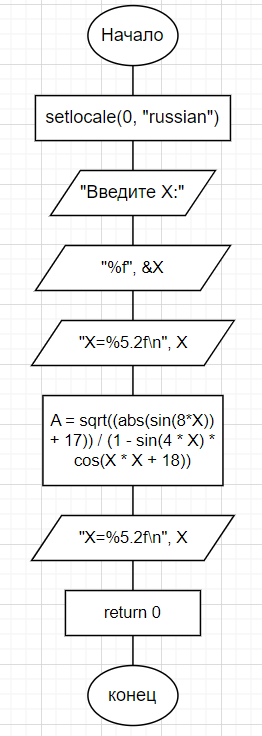 Начало
setlocale(0, "russian")
"Введите X:"
"%f", &X
"X=%5.2f\n", X
A = sqrt((abs(sin(8*X))
+ 17)) / (1 - sin(4 * X) *
cos(X * X + 18))
"X=%5.2f\n", X
return 0
конец